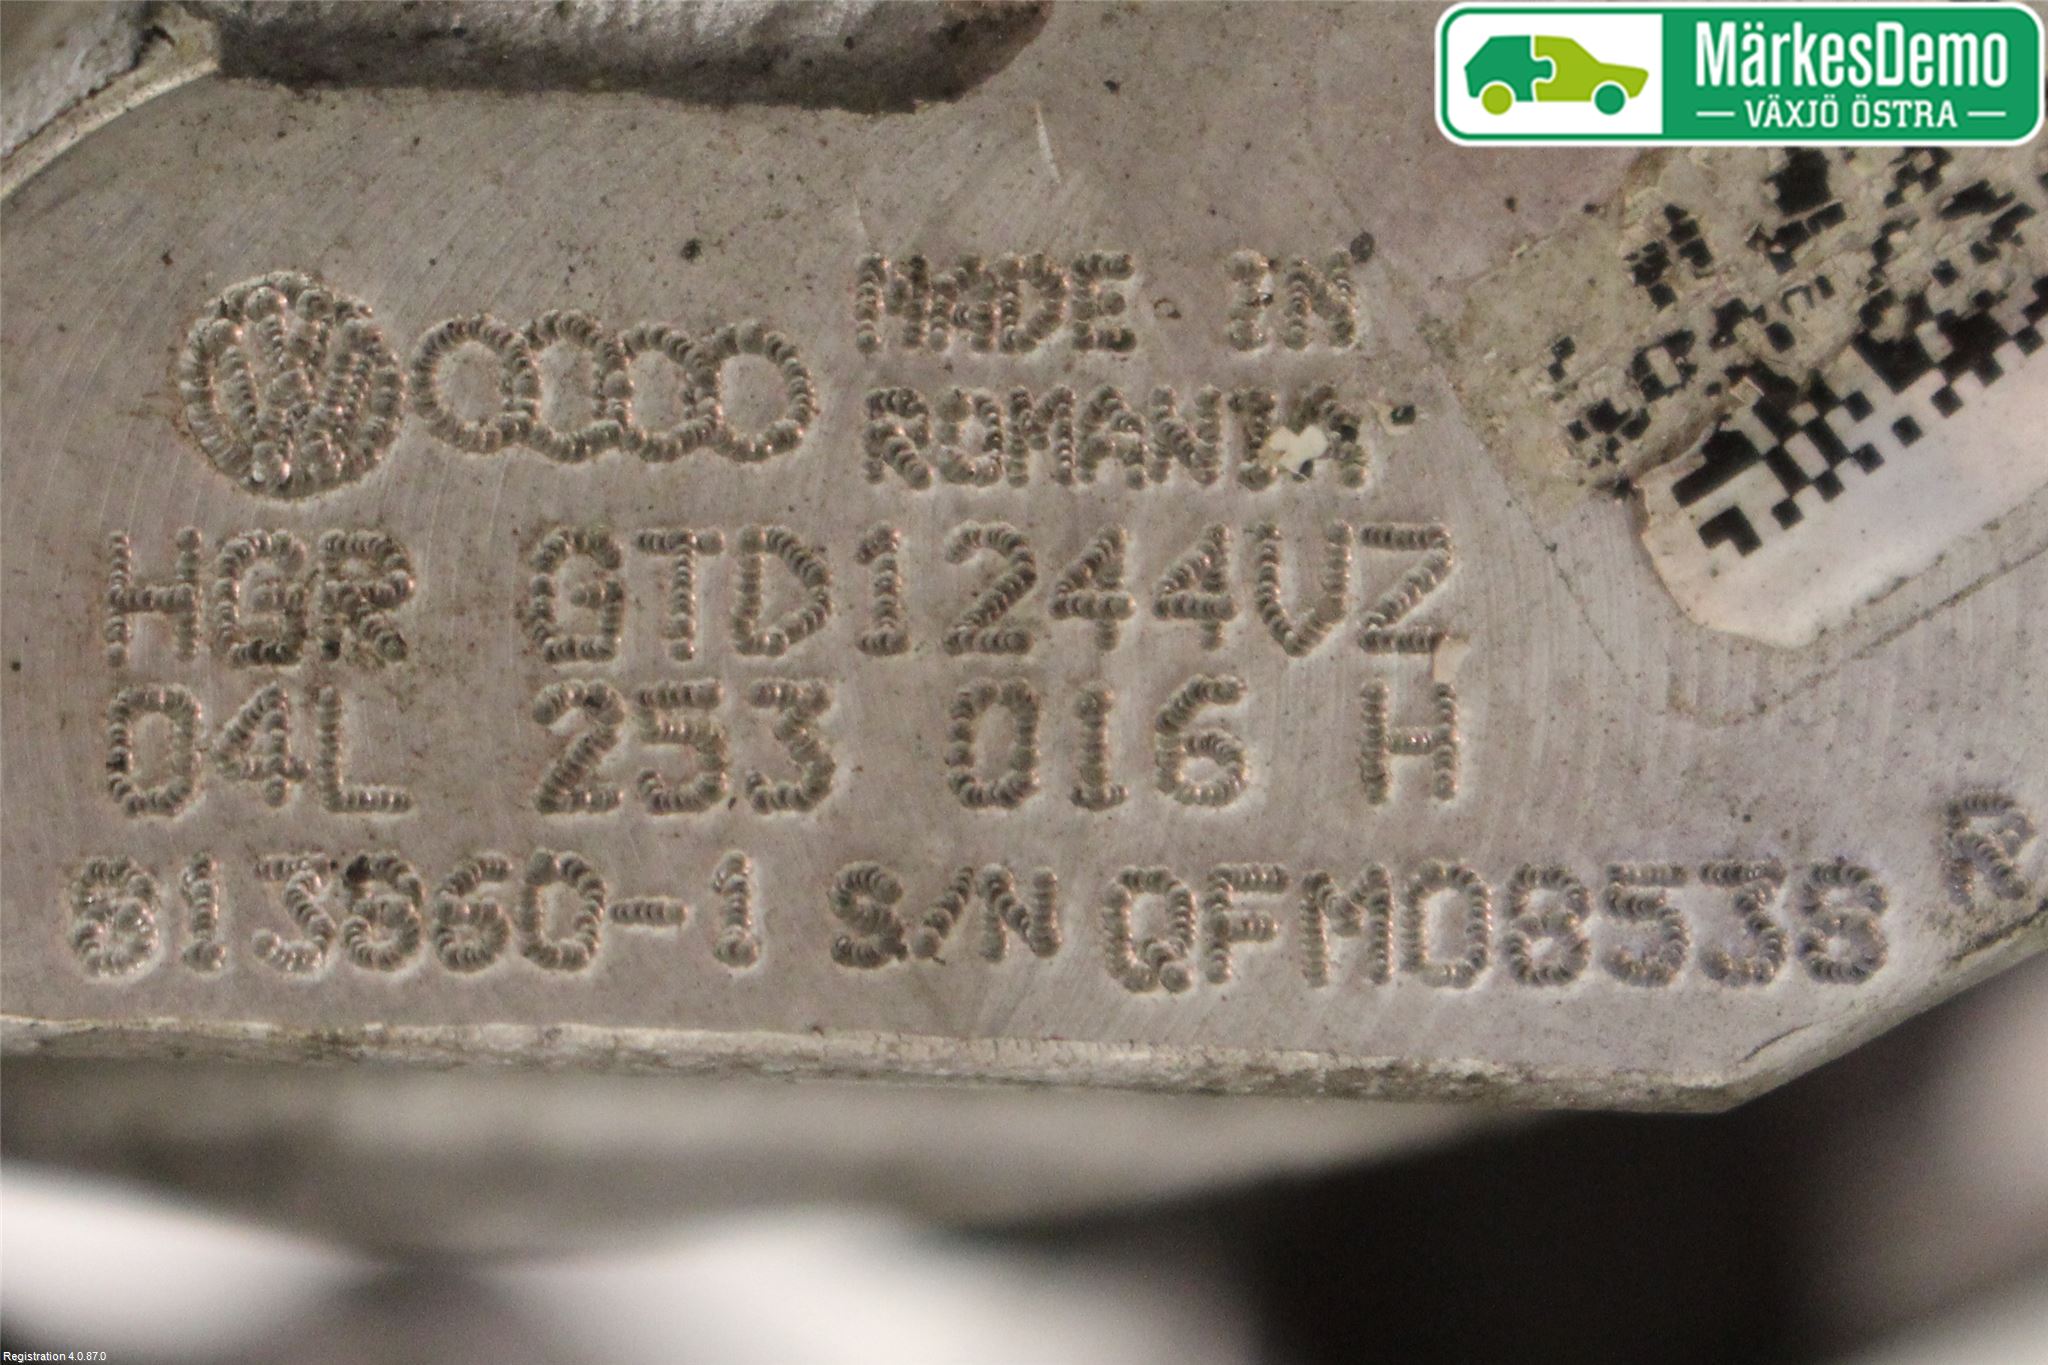 MärkesDemo
VÄXJÖ ÖSTRA
MADE IN
ROMANIA
HGR GTD1244VZ
04L 253 016 H
813860-1 S/N QFM08538
R
Registration 4.0.87.0